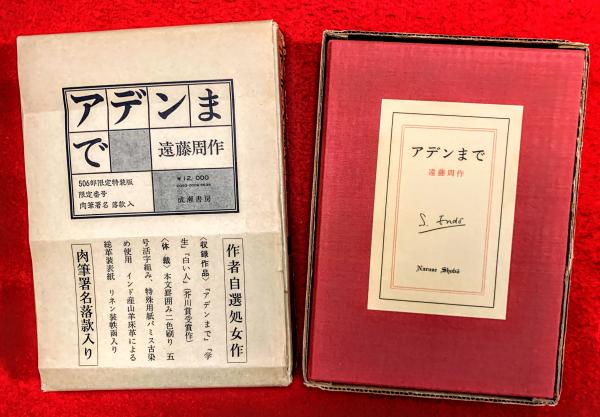 アデンま
で
遠藤周作
506部限定特装版
限定番号
肉筆署名 落款入
¥12,000
成瀬書房
作者自選処女作
〈収録作品〉「アデンまで」「学
生」「白い人」(芥川賞受賞作)
〈体 裁〉本文罫囲み二色刷り 五
号活字組み、特殊用紙パミス古染
め使用 インド産山羊床革による
総革装表紙 リネン装帙函入り
肉筆署名落款入り
アデンまで
遠藤周作
S. Endo
Naruse Shobō